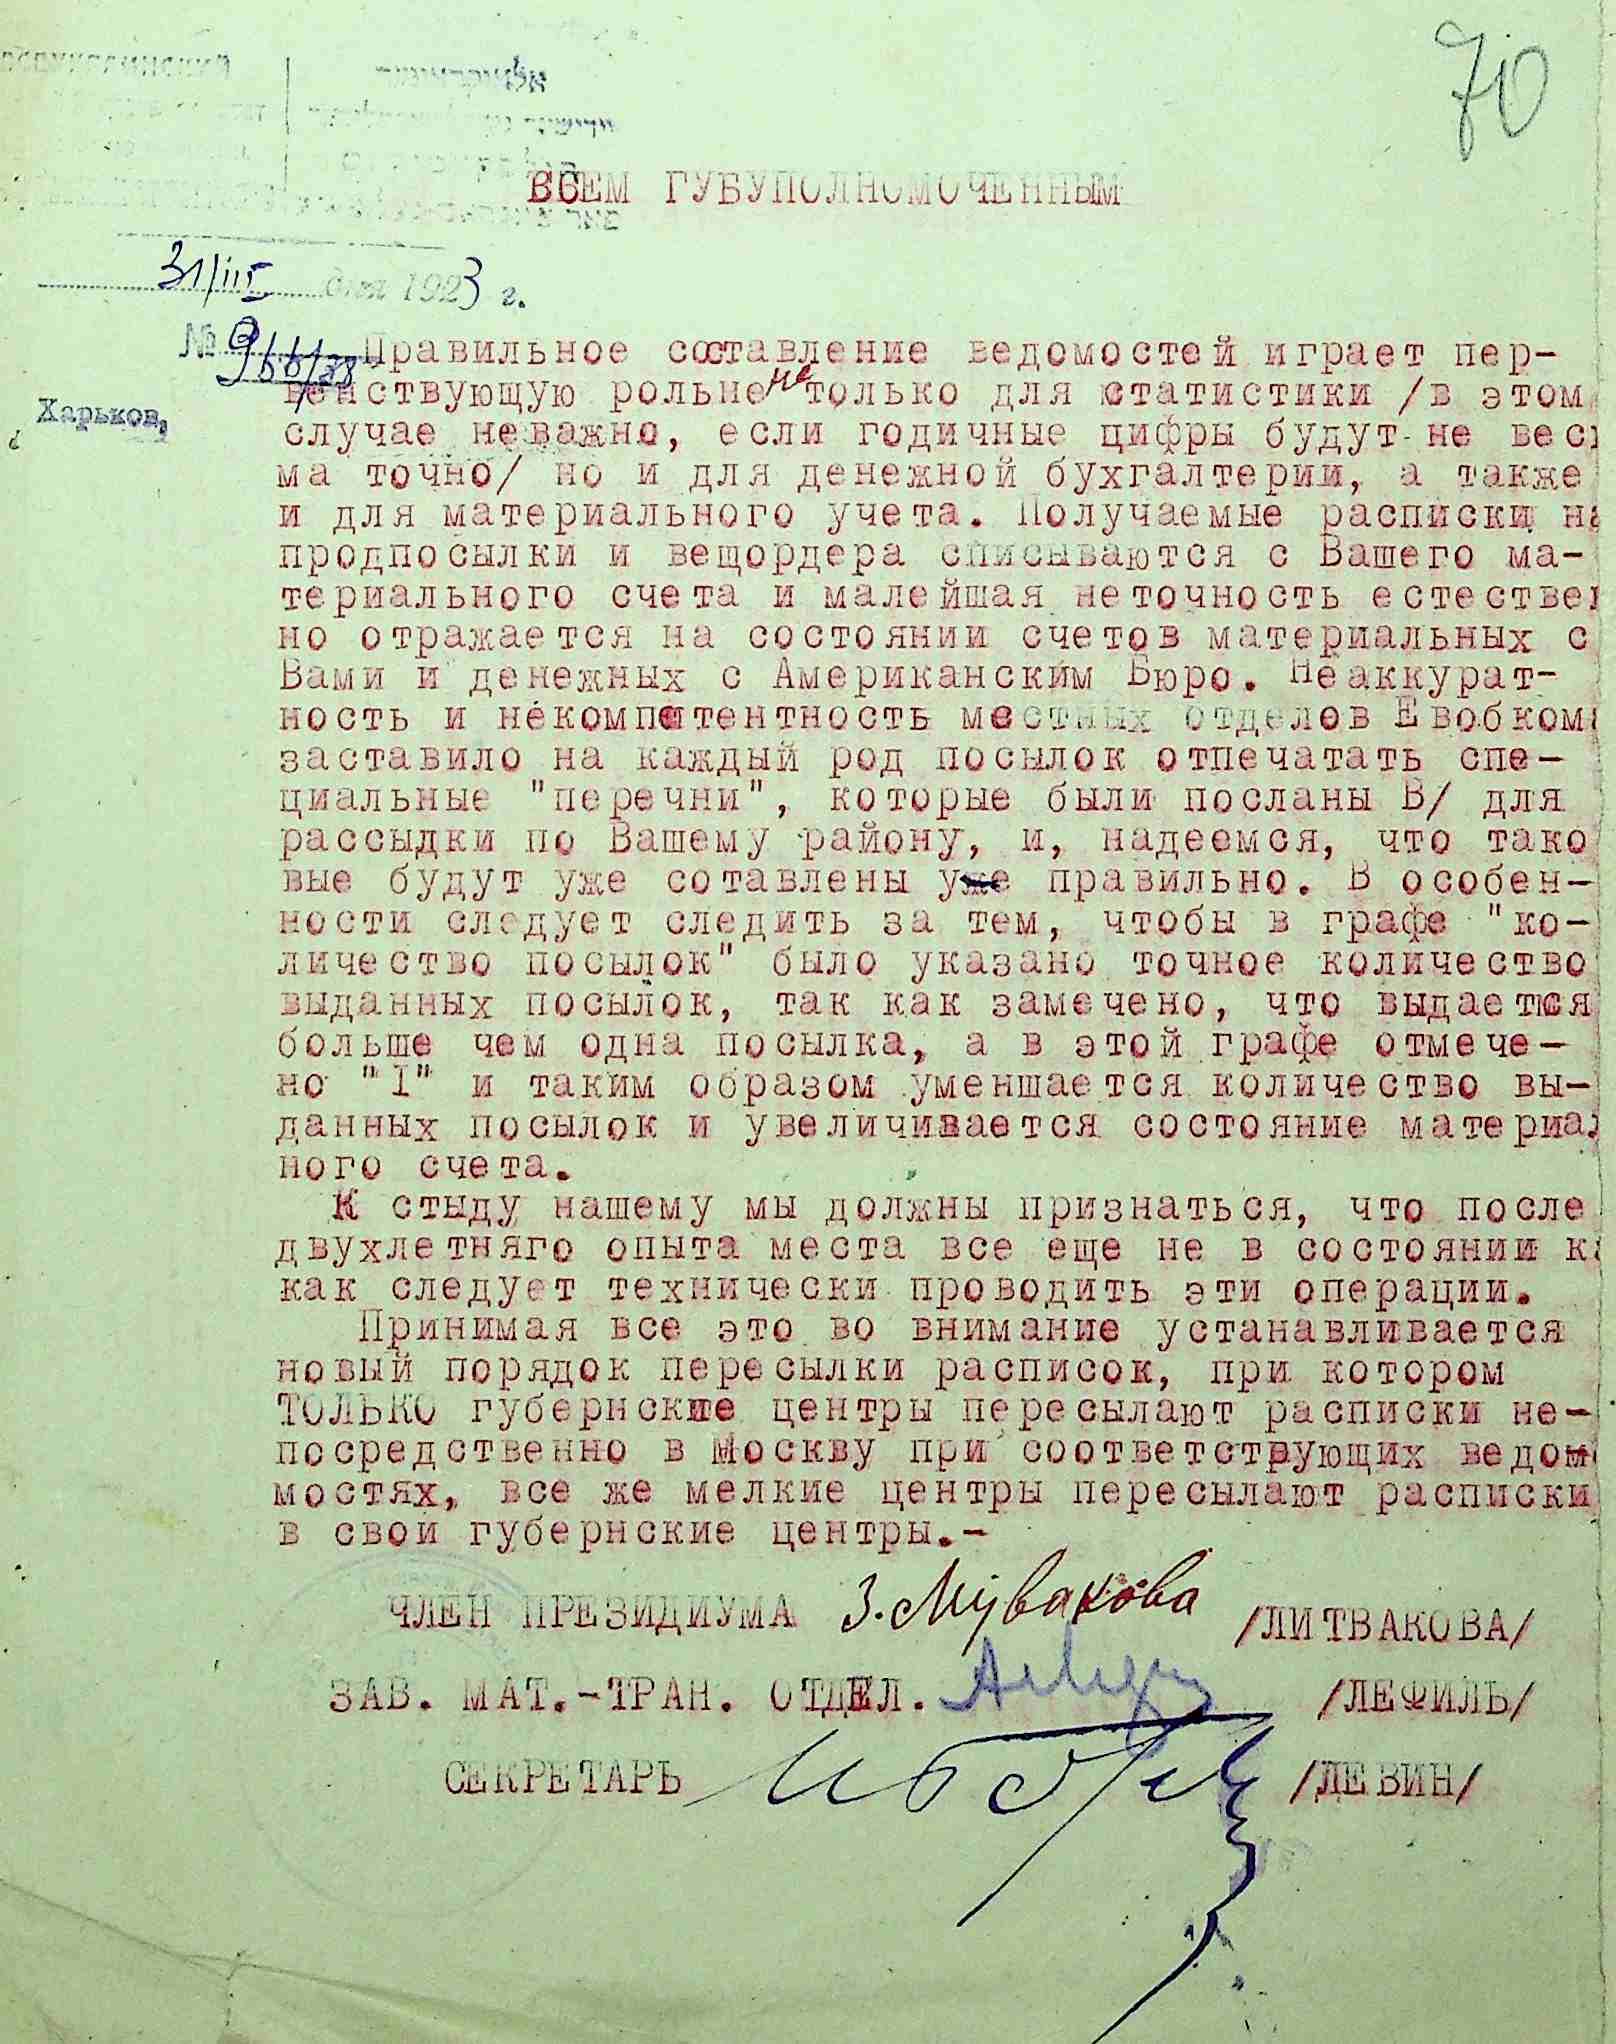 70
ВСЕМ ГУБУПОЛНОМОЧЕННЫМ
31/III дня 1923 г.
№
Харьков,
Правильное составление ведомостей играет пер-
венствующую рольне не только для статистики /в этом
случае неважно, если годичные цифры будут не вес
ма точно/ но и для денежной бухгалтерии, а также
и для материального учета. Получаемые расписки на
продпосылки и вещордера списываются с Вашего ма-
териального счета и малейшая неточность естествен
но отражается на состоянии счетов материальных с
Вами и денежных с Американским Бюро. Неаккурат-
ность и некомпетентность местных отделов Евобкома
заставило на каждый род посылок отпечатать спе-
циальные "перечни", которые были посланы В/ для
рассыдки по Вашему району, и, надеемся, что тако
вые будут уже сотавлены уже правильно. В особен-
ности следует следить за тем, чтобы в графе "ко-
личество посылок" было указано точное количество
выданных посылок, так как замечено, что выдается
больше чем одна посылка, а в этой графе отмече-
но "I" и таким образом уменшается количество вы-
данных посылок и увеличивается состояние материал
ного счета.
К стыду нашему мы должны признаться, что после
двухлетняго опыта места все еще не в состоянии ка
как следует технически проводить эти операции.
Принимая все это во внимание устанавливается
новый порядок пересылки расписок, при котором
ТОЛЬКО губернские центры пересылают расписки не-
посредственно в Москву при соответствующих ведом
мостях, все же мелкие центры пересылают расписки
в свои губернские центры.-
ЧЛЕН ПРЕЗИДИУМА /ЛИТВАКОВА/
ЗАВ. МАТ.-ТРАН. ОТДЕЛ. /ЛЕФИЛЬ/
СЕКРЕТАРЬ /ЛЕВИН/